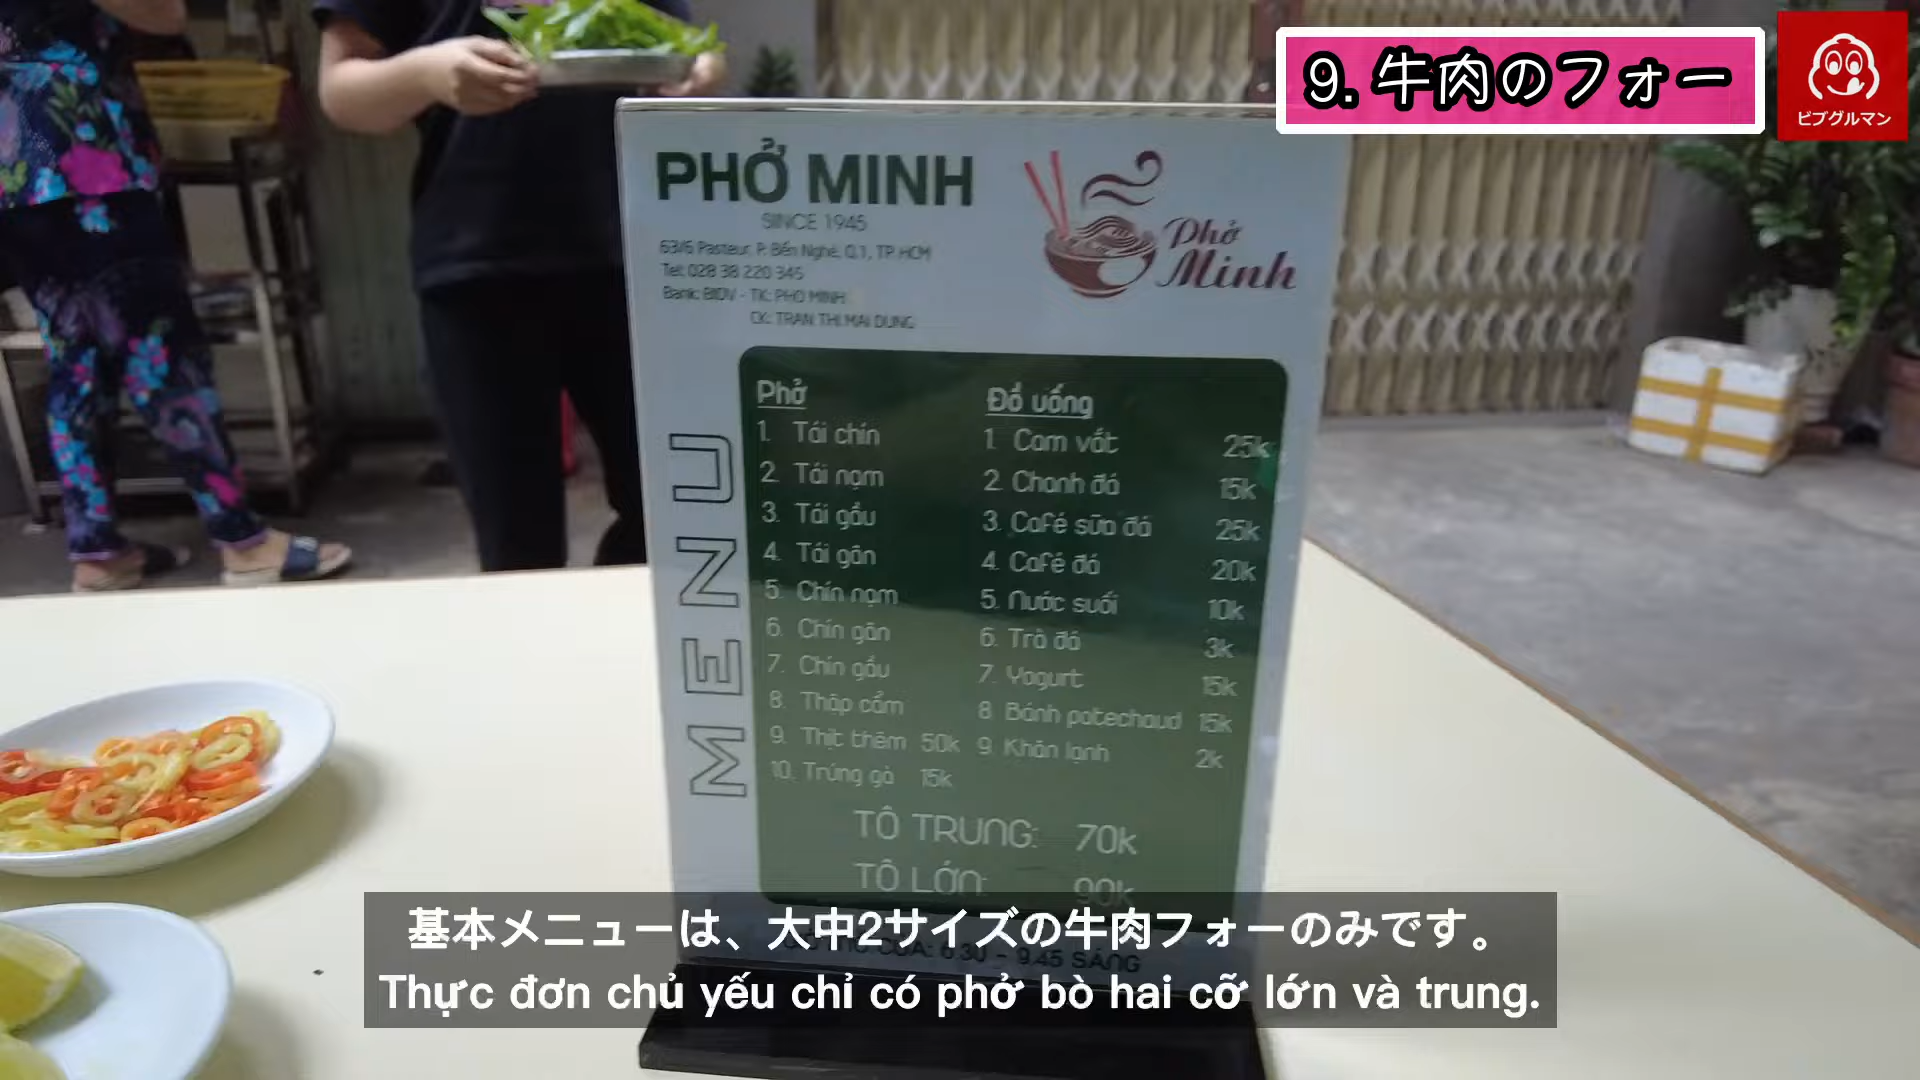 9. 牛肉のフォー
ビブグルマン
PHỞ MINH
SINCE 1945
63/6 Pasteur, P. Bến Nghé, Q.1, TP HCM
Tel: 028 38 220 345
Bank: BIDV - TK: PHO MINH
CK: TRAN THI MAI DUNG
Phở Minh
MENU
Phở
1. Tái chín
2. Tái nạm
3. Tái gầu
4. Tái gân
5. Chín nạm
6. Chín gân
7. Chín gầu
8. Thập cẩm
9. Thịt thêm 50k
10. Trứng gà 15k
Đồ uống
1 Cam vắt 25k
2 Chanh đá 15k
3. Café sữa đá 25k
4. Café đá 20k
5. Nước suối 10k
6. Trà đá 3k
7. Yogurt 15k
8 Bánh patechaud 15k
9 Khăn lạnh 2k
TÔ TRUNG: 70k
TÔ LỚN: 90k
CỬA: 6:30 - 9.45 SÁNG
基本メニューは、大中2サイズの牛肉フォーのみです。
Thực đơn chủ yếu chỉ có phở bò hai cỡ lớn và trung.